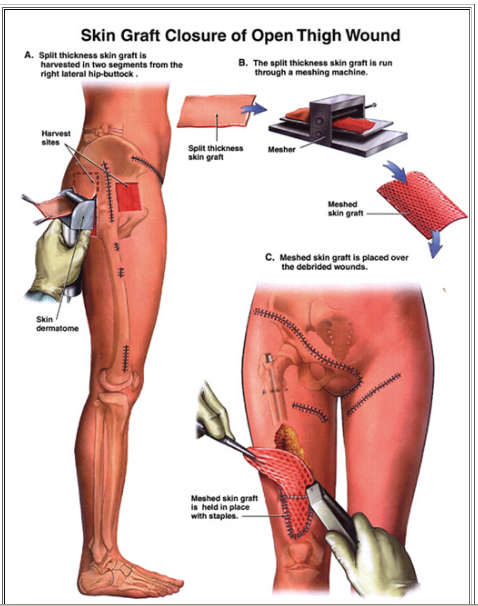 Skin Graft Closure of Open Thigh Wound
A. Split thickness skin graft is
harvested in two segments from the
right lateral hip-buttock .
B. The split thickness skin graft is run
through a meshing machine.
Harvest
sites
Split thickness
skin graft
Mesher
Meshed
skin graft
Skin
dermatome
C. Meshed skin graft is placed over
the debrided wounds.
Meshed skin graft
is held in place
with staples.